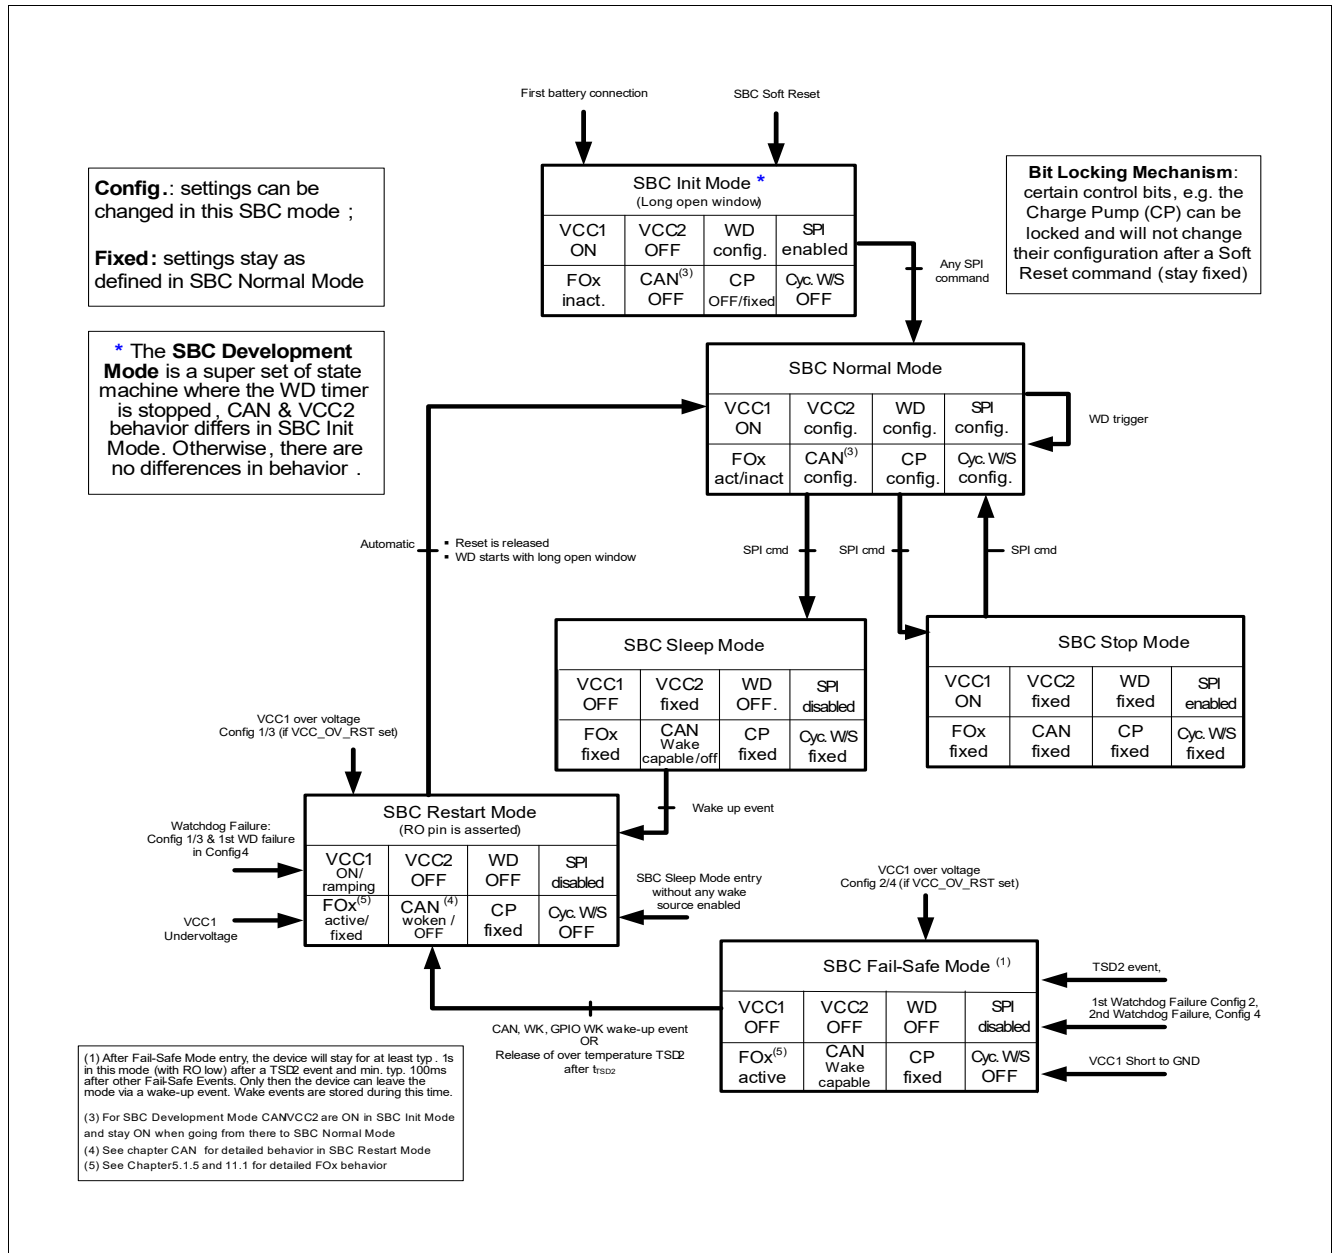 First battery connection
SBC Soft Reset
Config.: settings can be
changed in this SBC mode ;
Fixed: settings stay as
defined in SBC Normal Mode
* The SBC Development
Mode is a super set of state
machine where the WD timer
is stopped, CAN & VCC2
behavior differs in SBC Init
Mode. Otherwise, there are
no differences in behavior .
SBC Init Mode *
(Long open window)
VCC1 ON
VCC2 OFF
WD config.
SPI enabled
FOx inact.
CAN(3) OFF
CP OFF/fixed
Cyc. W/S OFF
Bit Locking Mechanism:
certain control bits, e.g. the
Charge Pump (CP) can be
locked and will not change
their configuration after a Soft
Reset command (stay fixed)
Any SPI
command
SBC Normal Mode
VCC1 ON
VCC2 config.
WD config.
SPI config.
FOx act/inact
CAN(3) config.
CP config.
Cyc. W/S config.
WD trigger
Automatic
▪ Reset is released
▪ WD starts with long open window
SPI cmd
SPI cmd
SPI cmd
SBC Sleep Mode
VCC1 OFF
VCC2 fixed
WD OFF.
SPI disabled
FOx fixed
CAN Wake capable/off
CP fixed
Cyc. W/S fixed
SBC Stop Mode
VCC1 ON
VCC2 fixed
WD fixed
SPI enabled
FOx fixed
CAN fixed
CP fixed
Cyc. W/S fixed
VCC1 over voltage
Config 1/3 (if VCC_OV_RST set)
Wake up event
Watchdog Failure:
Config 1/3 & 1st WD failure
in Config4
VCC1
Undervoltage
SBC Restart Mode
(RO pin is asserted)
VCC1 ON/ ramping
VCC2 OFF
WD OFF
SPI disabled
FOx(5) active/ fixed
CAN(4) woken / OFF
CP fixed
Cyc. W/S OFF
SBC Sleep Mode entry
without any wake
source enabled
VCC1 over voltage
Config 2/4 (if VCC_OV_RST set)
SBC Fail-Safe Mode (1)
VCC1 OFF
VCC2 OFF
WD OFF
SPI disabled
FOx(5) active
CAN Wake capable
CP fixed
Cyc. W/S OFF
TSD2 event,
1st Watchdog Failure Config 2,
2nd Watchdog Failure, Config 4
VCC1 Short to GND
CAN, WK, GPIO WK wake-up event
OR
Release of over temperature TSD2
after tTSD2
(1) After Fail-Safe Mode entry, the device will stay for at least typ. 1s
in this mode (with RO low) after a TSD2 event and min. typ. 100ms
after other Fail-Safe Events. Only then the device can leave the
mode via a wake-up event. Wake events are stored during this time.
(3) For SBC Development Mode CAN/VCC2 are ON in SBC Init Mode
and stay ON when going from there to SBC Normal Mode
(4) See chapter CAN for detailed behavior in SBC Restart Mode
(5) See Chapter5.1.5 and 11.1 for detailed FOx behavior